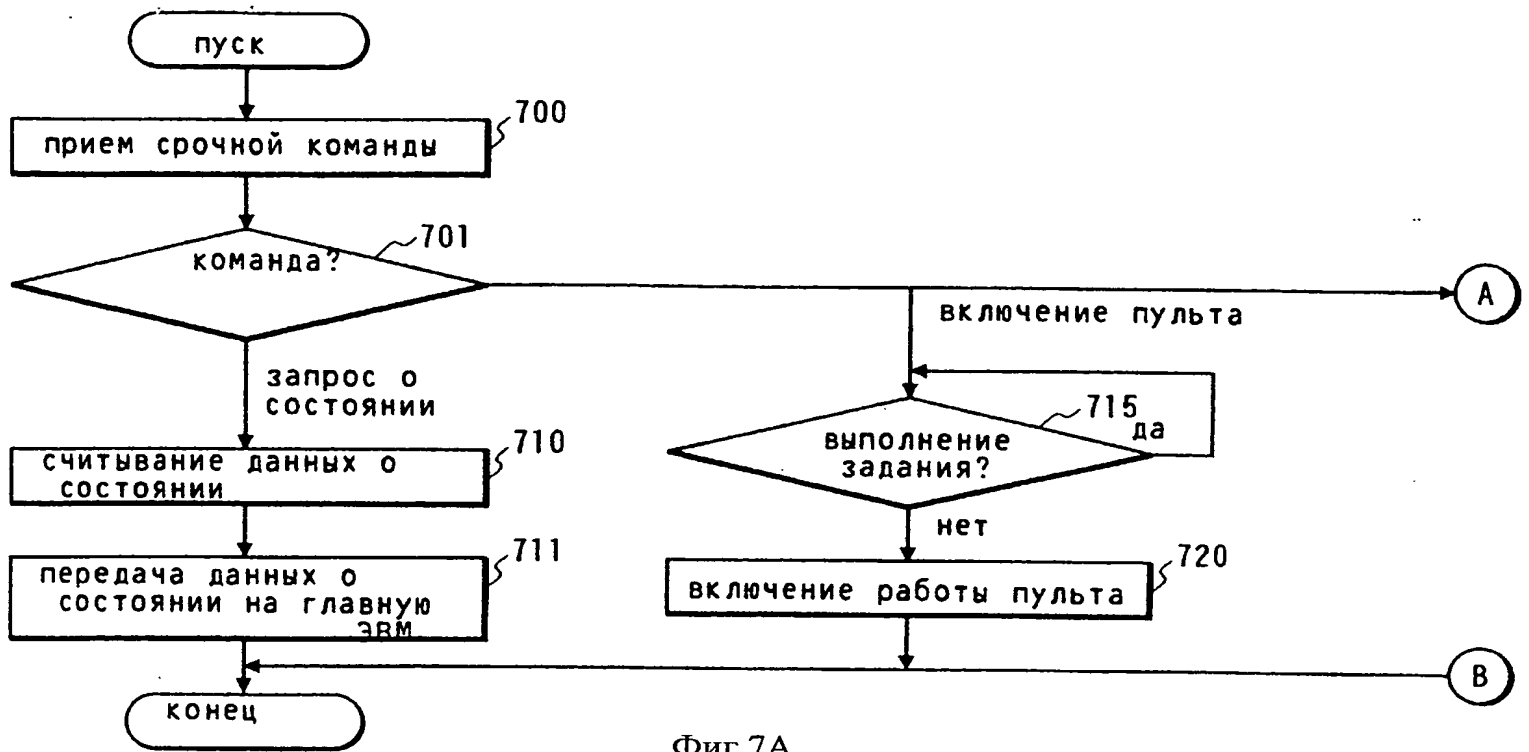 пуск
700
прием срочной команды
701
команда?
A
включение пульта
запрос о
состоянии
715
да
выполнение
задания?
710
считывание данных о
состоянии
нет
711
передача данных о
состоянии на главную
ЭВМ
720
включение работы пульта
B
конец
Фиг.7А